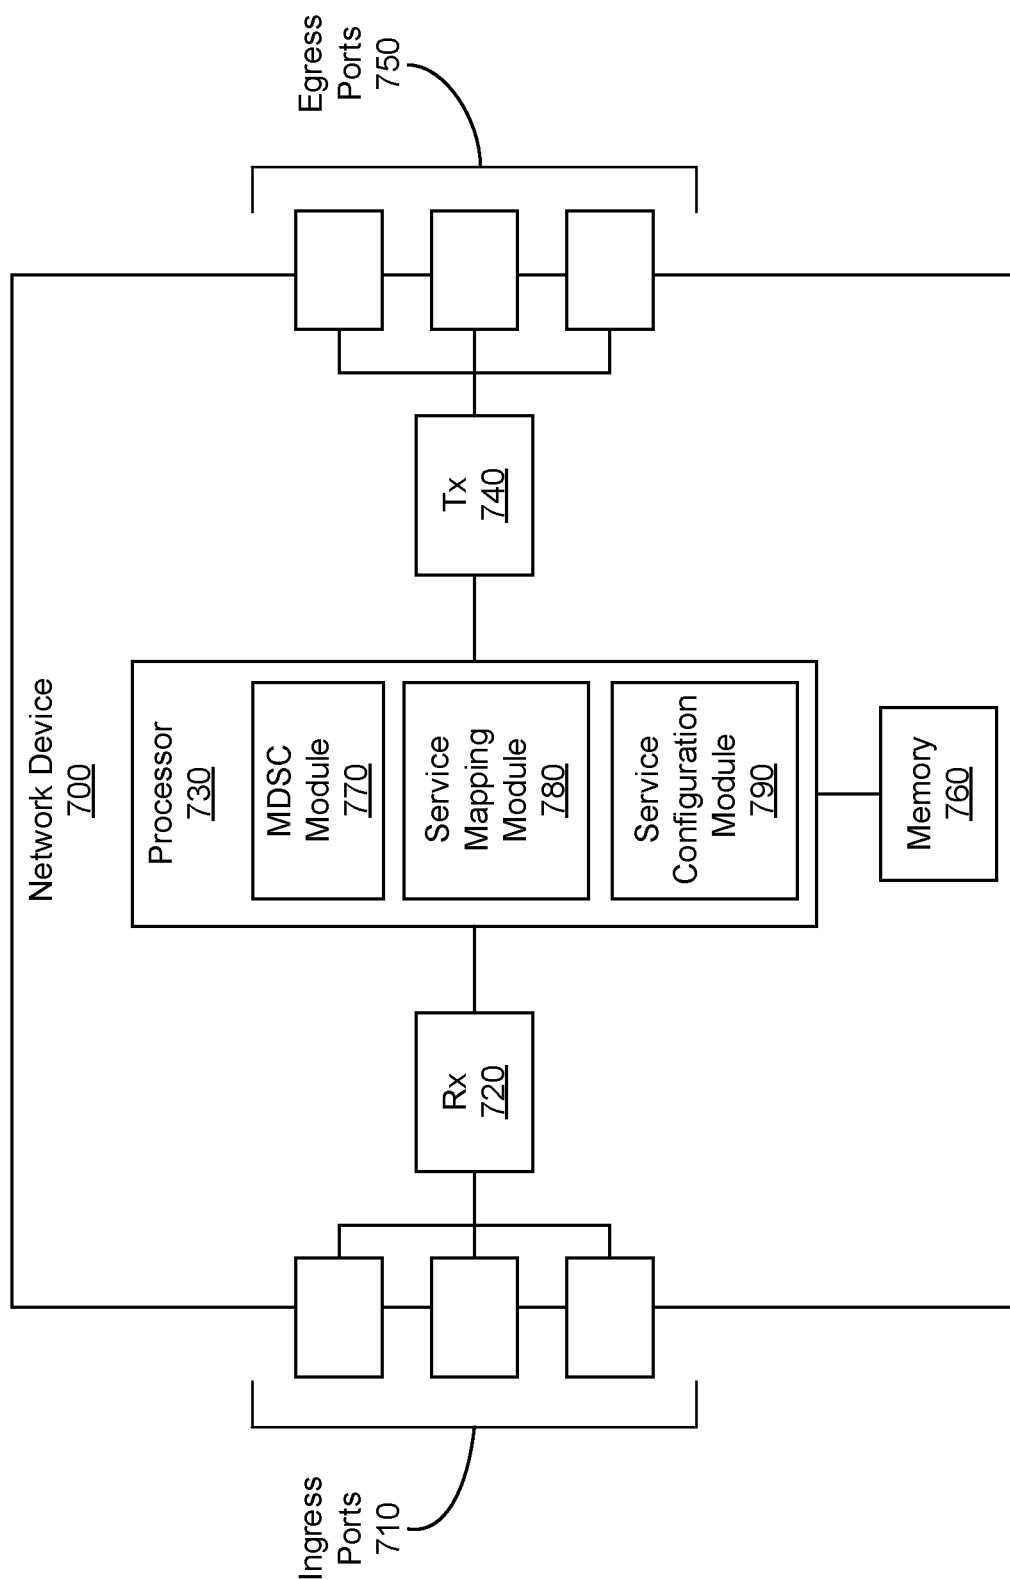 Network Device
700
Ingress
Ports
710
Rx
720
Processor
730
MDSC
Module
770
Service
Mapping
Module
780
Service
Configuration
Module
790
Memory
760
Tx
740
Egress
Ports
750